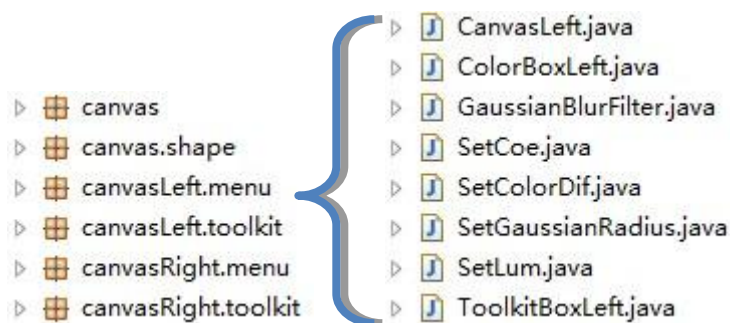 canvas
canvas.shape
canvasLeft.menu
canvasLeft.toolkit
canvasRight.menu
canvasRight.toolkit
CanvasLeft.java
ColorBoxLeft.java
GaussianBlurFilter.java
SetCoe.java
SetColorDif.java
SetGaussianRadius.java
SetLum.java
ToolkitBoxLeft.java